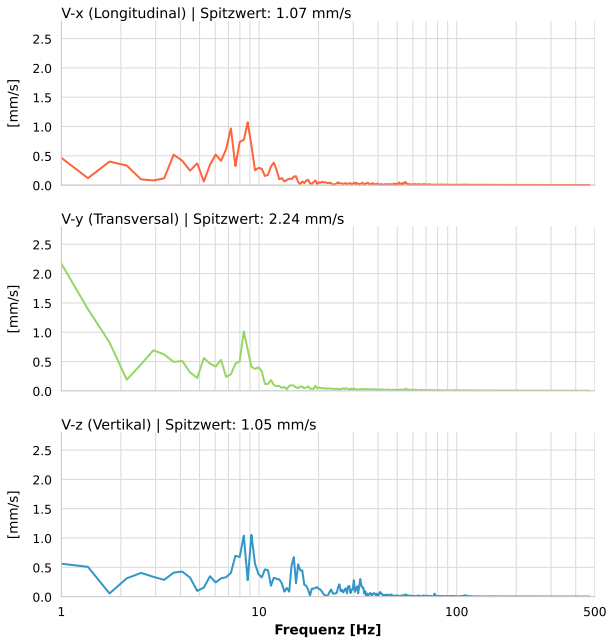 V-x (Longitudinal) | Spitzwert: 1.07 mm/s
2.5
2.0
1.5
1.0
0.5
0.0
[mm/s]
V-y (Transversal) | Spitzwert: 2.24 mm/s
2.5
2.0
1.5
1.0
0.5
0.0
[mm/s]
V-z (Vertikal) | Spitzwert: 1.05 mm/s
2.5
2.0
1.5
1.0
0.5
0.0
[mm/s]
1 10 100 500
Frequenz [Hz]